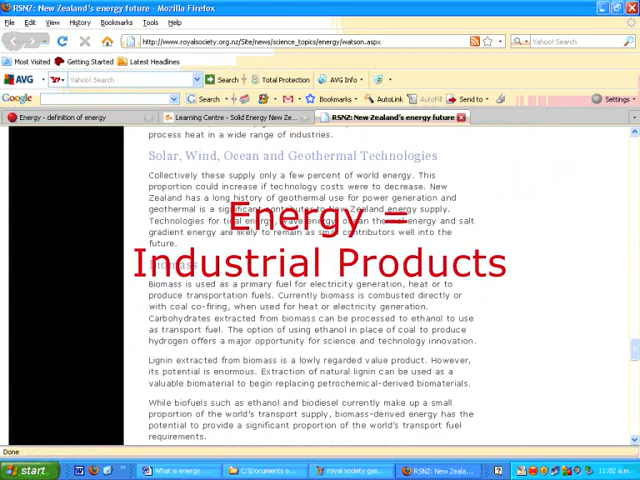 RSNZ: New Zealand's energy future - Mozilla Firefox
File Edit View History Bookmarks Tools Help
http://www.royalsociety.org.nz/Site/news/science_topics/energy/watson.aspx
Search
Most Visited Getting Started Latest Headlines
AVG Yahoo! Search Search Total Protection AVG Info
Google Search Bookmarks AutoLink AutoFill Send to Settings
Energy - definition of energy Learning Centre - Solid Energy New Ze... RSNZ: New Zealand's energy future
process heat in a wide range of industries.
Solar, Wind, Ocean and Geothermal Technologies
Collectively these supply only a few percent of world energy. This
proportion could increase if technology costs were to decrease. New
Zealand has a long history of geothermal use for power generation and
geothermal is a significant contributor to New Zealand energy supply.
Technologies for tidal energy, wave energy, ocean thermal energy and salt
gradient energy are likely to remain as small contributors well into the
future.
Energy =
Industrial Products
Biomass
Biomass is used as a primary fuel for electricity generation, heat or to
produce transportation fuels. Currently biomass is combusted directly or
with coal co-firing, when used for heat or electricity generation.
Carbohydrates extracted from biomass can be processed to ethanol to use
as transport fuel. The option of using ethanol in place of coal to produce
hydrogen offers a major opportunity for science and technology innovation.
Lignin extracted from biomass is a lowly regarded value product. However,
its potential is enormous. Extraction of natural lignin can be used as a
valuable biomaterial to begin replacing petrochemical-derived biomaterials.
While biofuels such as ethanol and biodiesel currently make up a small
proportion of the world's transport supply, biomass-derived energy has the
potential to provide a significant proportion of the world's transport fuel
requirements.
Done
start What is energy.... C:\Documents a... royal society gas... RSNZ: New Zeala... 11:02 a.m.